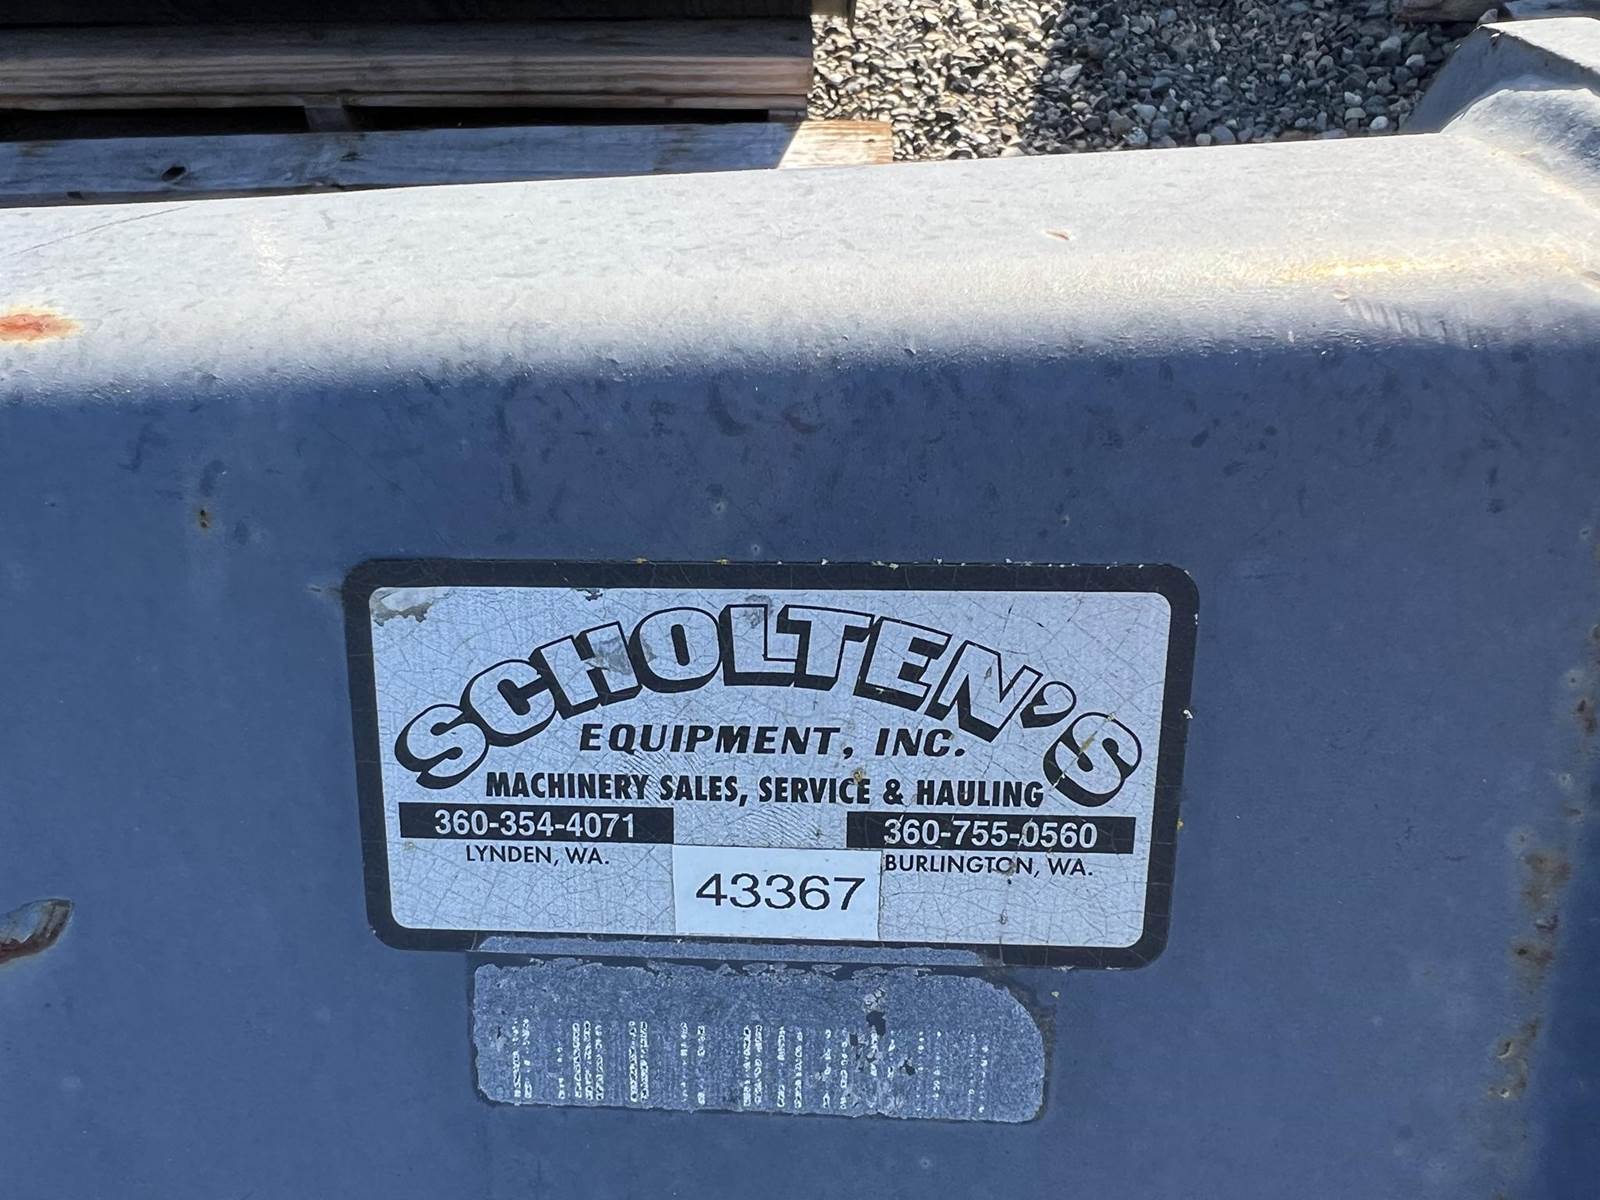 SCHOLTEN'S
EQUIPMENT, INC.
MACHINERY SALES, SERVICE & HAULING
360-354-4071
LYNDEN, WA.
360-755-0560
BURLINGTON, WA.
43367